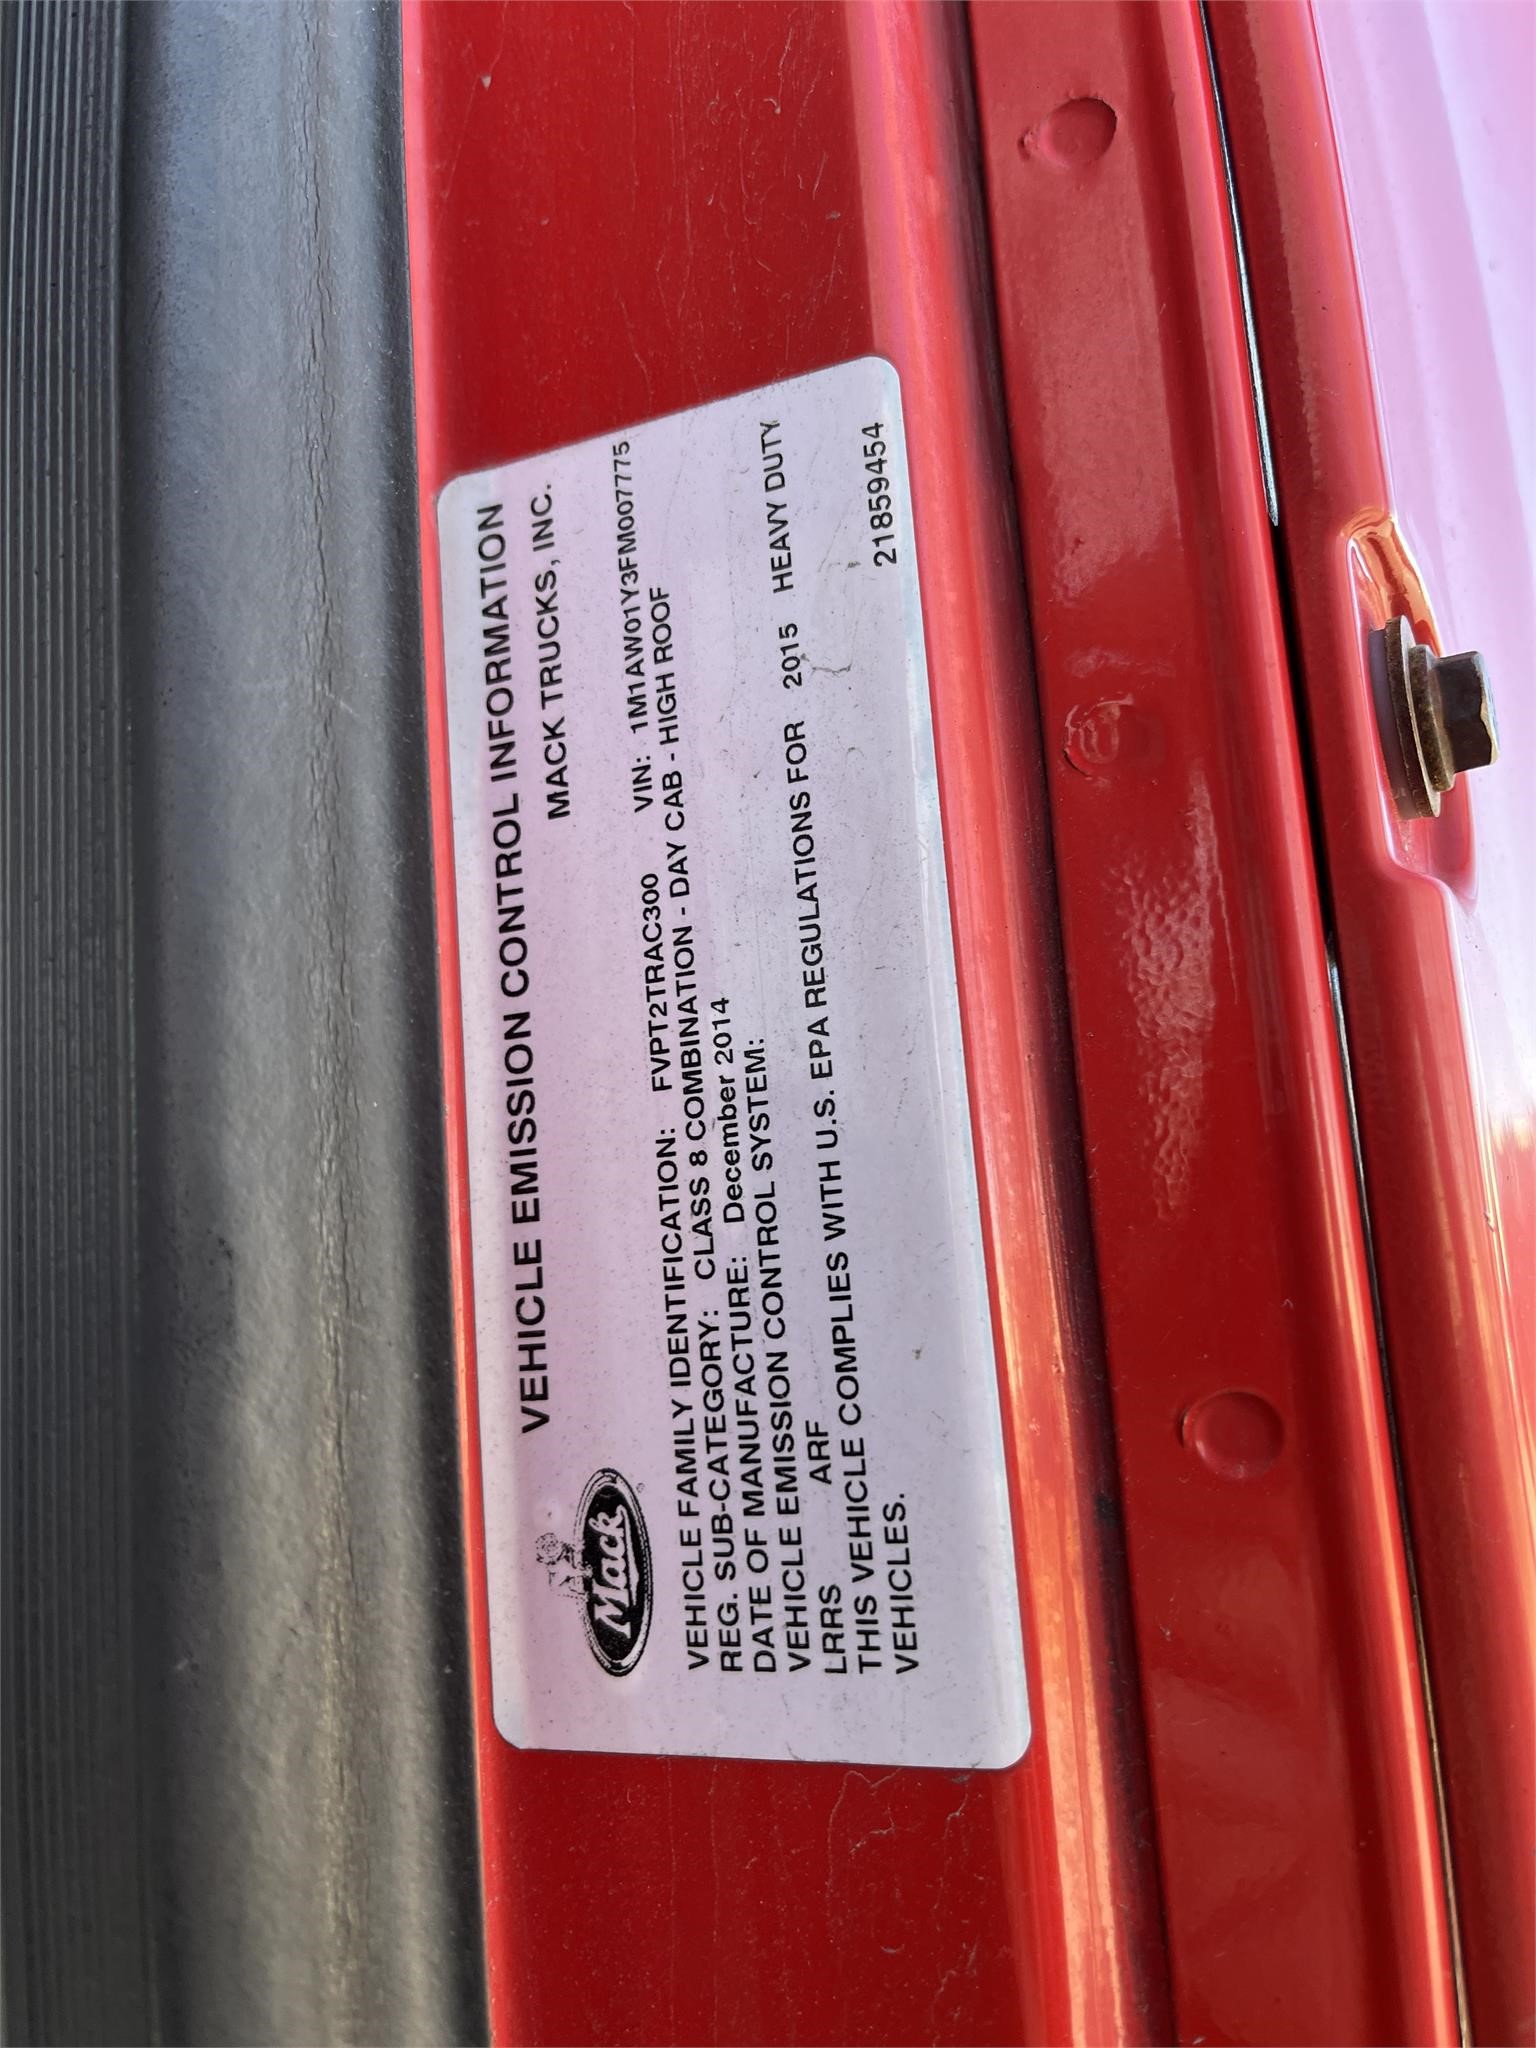 VEHICLE EMISSION CONTROL INFORMATION
MACK TRUCKS, INC.
Mack
VEHICLE FAMILY IDENTIFICATION: FVPT2TRAC300 VIN: 1M1AW01Y3FM007775
REG. SUB-CATEGORY: CLASS 8 COMBINATION - DAY CAB - HIGH ROOF
DATE OF MANUFACTURE: December 2014
VEHICLE EMISSION CONTROL SYSTEM:
LRRS ARF
THIS VEHICLE COMPLIES WITH U.S. EPA REGULATIONS FOR 2015 HEAVY DUTY
VEHICLES.
21859454